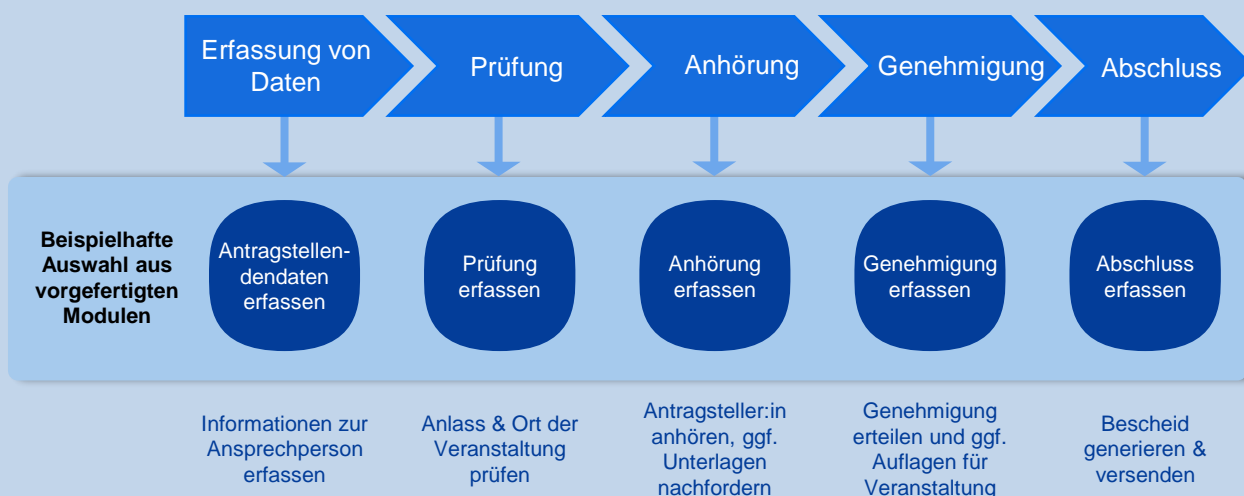 Erfassung von
Daten
Prüfung
Anhörung
Genehmigung
Abschluss
Beispielhafte
Auswahl aus
vorgefertigten
Modulen
Antragstellen-
dendaten
erfassen
Prüfung
erfassen
Anhörung
erfassen
Genehmigung
erfassen
Abschluss
erfassen
Informationen zur
Ansprechperson
erfassen
Anlass & Ort der
Veranstaltung
prüfen
Antragsteller:in
anhören, ggf.
Unterlagen
nachfordern
Genehmigung
erteilen und ggf.
Auflagen für
Veranstaltung
Bescheid
generieren &
versenden